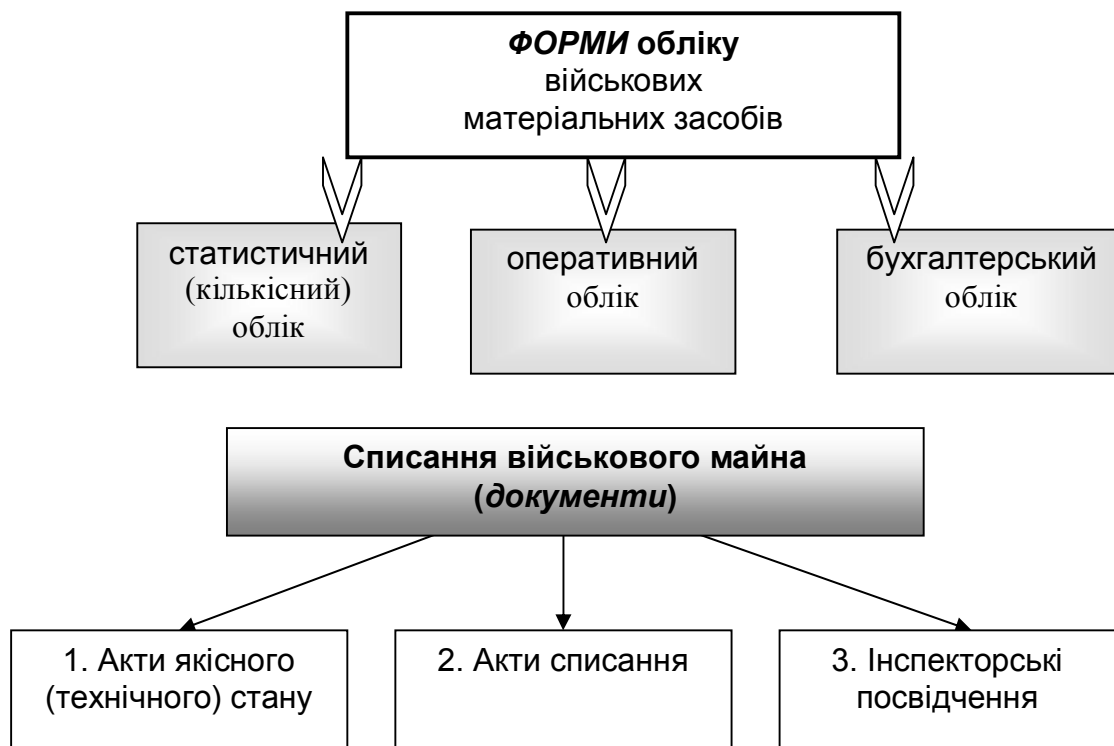 ФОРМИ обліку
військових
матеріальних засобів
статистичний
(кількісний)
облік
оперативний
облік
бухгалтерський
облік
Списання військового майна
(документи)
1. Акти якісного
(технічного) стану
2. Акти списання
3. Інспекторські
посвідчення